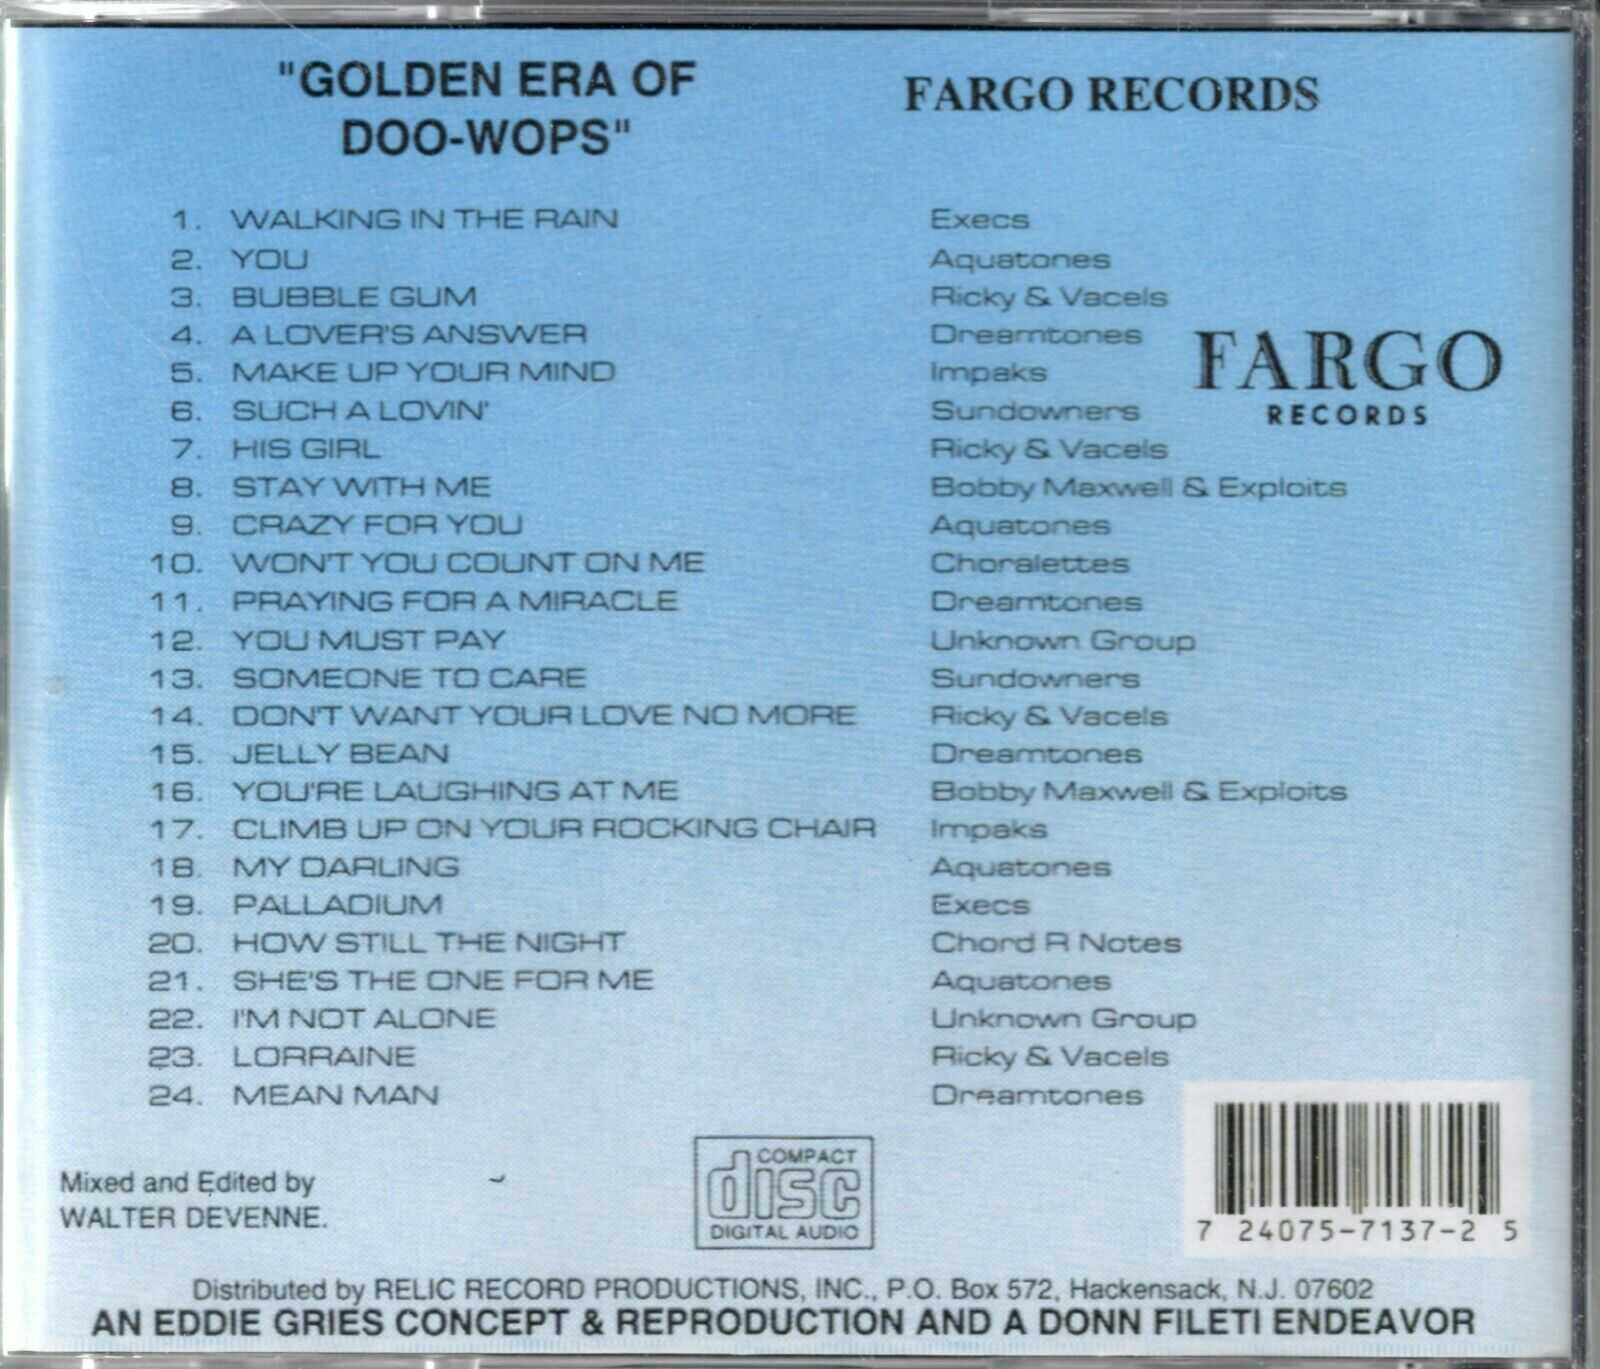 "GOLDEN ERA OF
DOO-WOPS"
FARGO RECORDS
1. WALKING IN THE RAIN Execs
2. YOU Aquatones
3. BUBBLE GUM Ricky & Vacels
4. A LOVER'S ANSWER Dreamtones
5. MAKE UP YOUR MIND Impaks
6. SUCH A LOVIN' Sundowners
7. HIS GIRL Ricky & Vacels
8. STAY WITH ME Bobby Maxwell & Exploits
9. CRAZY FOR YOU Aquatones
10. WON'T YOU COUNT ON ME Choralettes
11. PRAYING FOR A MIRACLE Dreamtones
12. YOU MUST PAY Unknown Group
13. SOMEONE TO CARE Sundowners
14. DON'T WANT YOUR LOVE NO MORE Ricky & Vacels
15. JELLY BEAN Dreamtones
16. YOU'RE LAUGHING AT ME Bobby Maxwell & Exploits
17. CLIMB UP ON YOUR ROCKING CHAIR Impaks
18. MY DARLING Aquatones
19. PALLADIUM Execs
20. HOW STILL THE NIGHT Chord R Notes
21. SHE'S THE ONE FOR ME Aquatones
22. I'M NOT ALONE Unknown Group
23. LORRAINE Ricky & Vacels
24. MEAN MAN Dreamtones
FARGO
RECORDS
Mixed and Edited by
WALTER DEVENNE.
COMPACT
disc
DIGITAL AUDIO
7 24075-7137-2 5
Distributed by RELIC RECORD PRODUCTIONS, INC., P.O. Box 572, Hackensack, N.J. 07602
AN EDDIE GRIES CONCEPT & REPRODUCTION AND A DONN FILETI ENDEAVOR